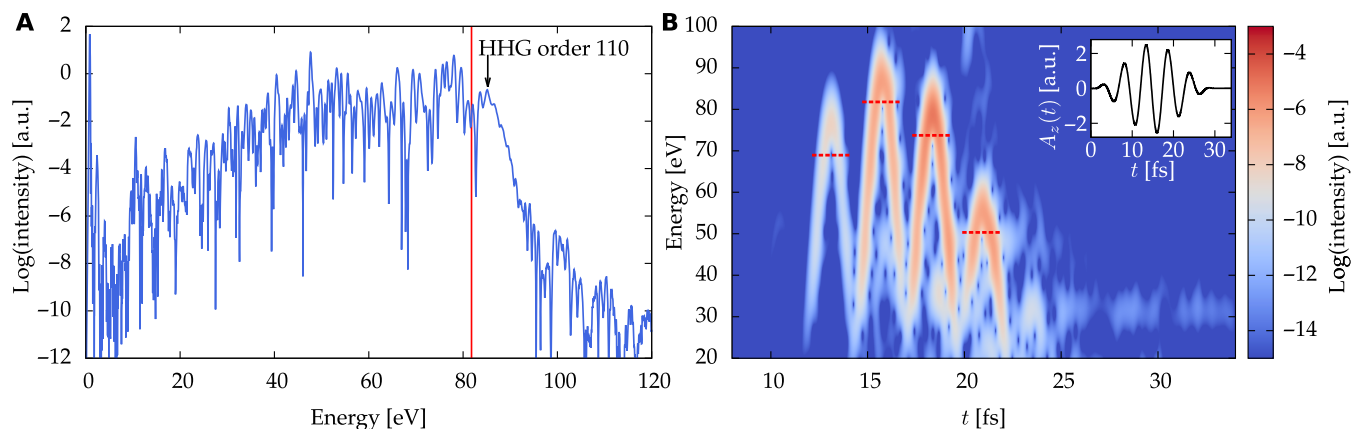 A
HHG order 110
Log(intensity) [a.u.]
2
0
−2
−4
−6
−8
−10
−12
0 20 40 60 80 100 120
Energy [eV]
B
Energy [eV]
100
90
80
70
60
50
40
30
20
10 15 20 25 30
t [fs]
A_z(t) [a.u.]
2
0
−2
0 10 20 30
t [fs]
−4
−6
−8
−10
−12
−14
Log(intensity) [a.u.]